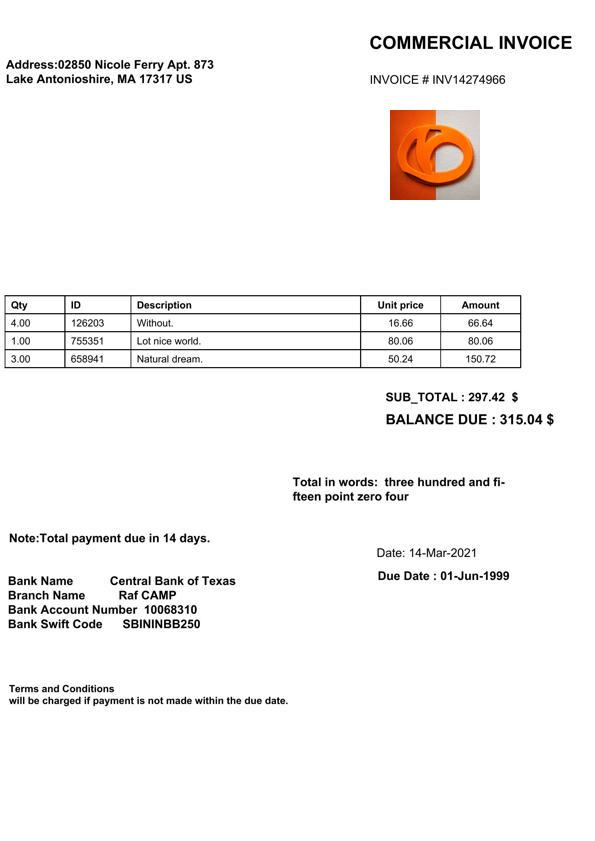 COMMERCIAL INVOICE
Address:02850 Nicole Ferry Apt. 873
Lake Antonioshire, MA 17317 US
INVOICE # INV14274966
Qty ID Description Unit price Amount
4.00 126203 Without. 16.66 66.64
1.00 755351 Lot nice world. 80.06 80.06
3.00 658941 Natural dream. 50.24 150.72
SUB_TOTAL : 297.42 $
BALANCE DUE : 315.04 $
Total in words: three hundred and fi-
fteen point zero four
Note:Total payment due in 14 days.
Date: 14-Mar-2021
Due Date : 01-Jun-1999
Bank Name Central Bank of Texas
Branch Name Raf CAMP
Bank Account Number 10068310
Bank Swift Code SBININBB250
Terms and Conditions
will be charged if payment is not made within the due date.